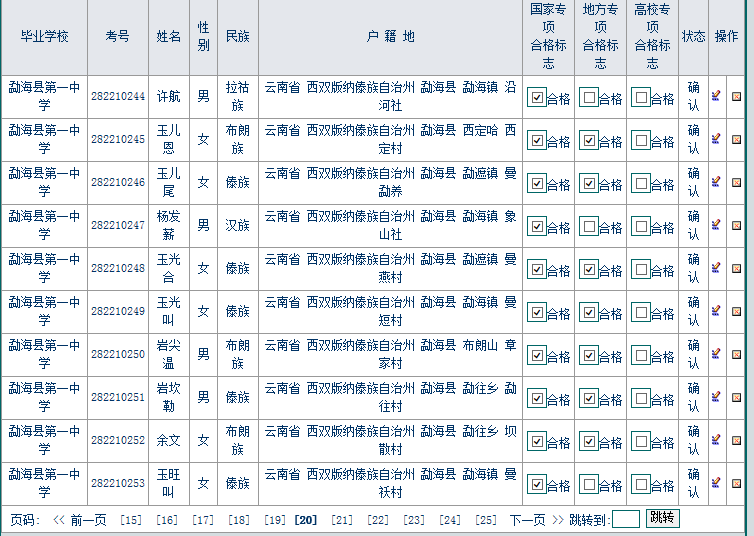 毕业学校 考号 姓名 性别 民族 户 籍 地 国家专项合格标志 地方专项合格标志 高校专项合格标志 状态 操作
勐海县第一中学 282210244 许航 男 拉祜族 云南省 西双版纳傣族自治州 勐海县 勐海镇 沿河社 合格 合格 合格 确认
勐海县第一中学 282210245 玉儿恩 女 布朗族 云南省 西双版纳傣族自治州 勐海县 西定哈 西定村 合格 合格 合格 确认
勐海县第一中学 282210246 玉儿尾 女 傣族 云南省 西双版纳傣族自治州 勐海县 勐遮镇 曼勐养 合格 合格 合格 确认
勐海县第一中学 282210247 杨发薪 男 汉族 云南省 西双版纳傣族自治州 勐海县 勐海镇 象山社 合格 合格 合格 确认
勐海县第一中学 282210248 玉光合 女 傣族 云南省 西双版纳傣族自治州 勐海县 勐遮镇 曼燕村 合格 合格 合格 确认
勐海县第一中学 282210249 玉光叫 女 傣族 云南省 西双版纳傣族自治州 勐海县 勐海镇 曼短村 合格 合格 合格 确认
勐海县第一中学 282210250 岩尖温 男 布朗族 云南省 西双版纳傣族自治州 勐海县 布朗山 章家村 合格 合格 合格 确认
勐海县第一中学 282210251 岩坎勒 男 傣族 云南省 西双版纳傣族自治州 勐海县 勐往乡 勐往村 合格 合格 合格 确认
勐海县第一中学 282210252 余文 女 布朗族 云南省 西双版纳傣族自治州 勐海县 勐往乡 坝散村 合格 合格 合格 确认
勐海县第一中学 282210253 玉旺叫 女 傣族 云南省 西双版纳傣族自治州 勐海县 勐海镇 曼袄村 合格 合格 合格 确认
页码: << 前一页 [15] [16] [17] [18] [19] [20] [21] [22] [23] [24] [25] 下一页 >> 跳转到: 跳转